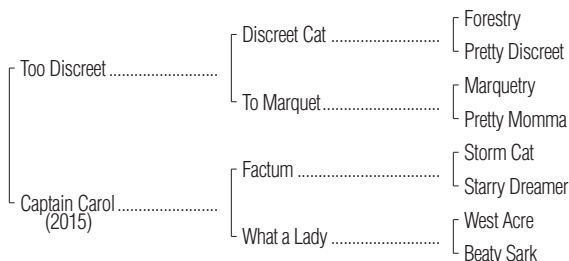 Forestry
Discreet Cat
Pretty Discreet
Too Discreet
Marquetry
To Marquet
Pretty Momma
Storm Cat
Factum
Starry Dreamer
Captain Carol
(2015)
West Acre
What a Lady
Beaty Sark